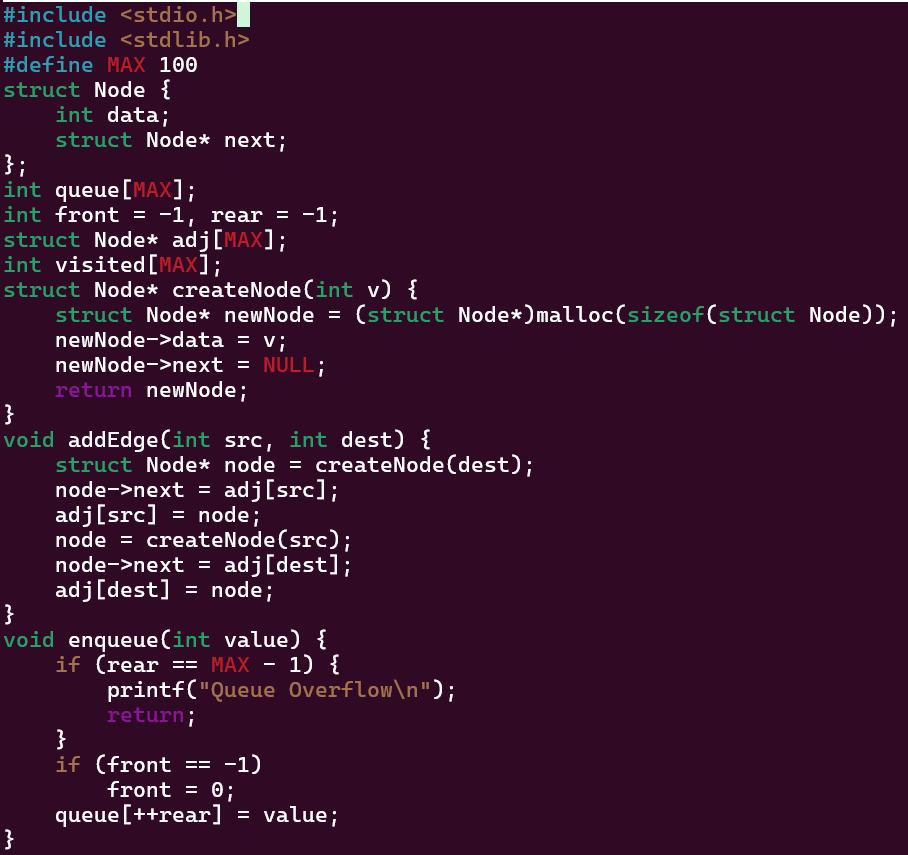 #include <stdio.h>
#include <stdlib.h>
#define MAX 100
struct Node {
    int data;
    struct Node* next;
};
int queue[MAX];
int front = -1, rear = -1;
struct Node* adj[MAX];
int visited[MAX];
struct Node* createNode(int v) {
    struct Node* newNode = (struct Node*)malloc(sizeof(struct Node));
    newNode->data = v;
    newNode->next = NULL;
    return newNode;
}
void addEdge(int src, int dest) {
    struct Node* node = createNode(dest);
    node->next = adj[src];
    adj[src] = node;
    node = createNode(src);
    node->next = adj[dest];
    adj[dest] = node;
}
void enqueue(int value) {
    if (rear == MAX - 1) {
        printf("Queue Overflow\n");
        return;
    }
    if (front == -1)
        front = 0;
    queue[++rear] = value;
}